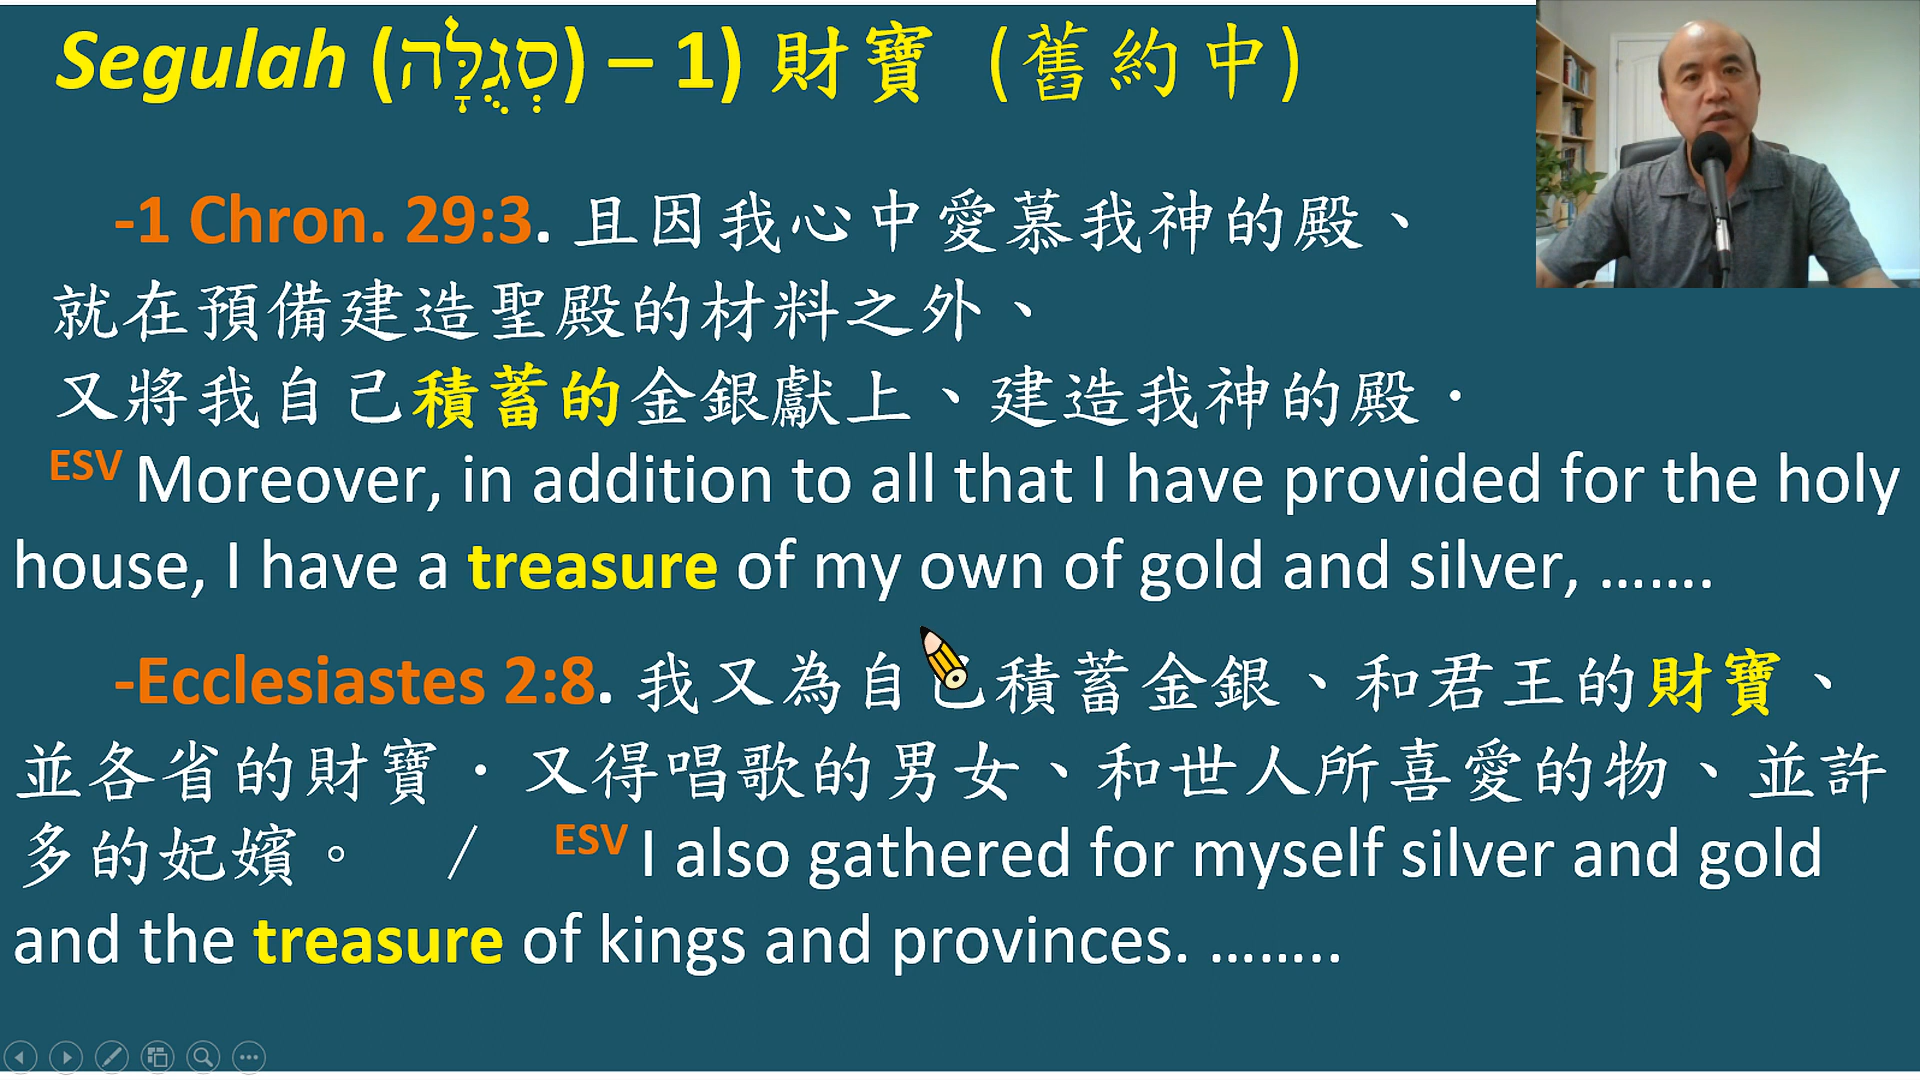 Segulah (סְגֻלָּה) – 1) 財寶 (舊約中)
-1 Chron. 29:3. 且因我心中愛慕我神的殿、
就在預備建造聖殿的材料之外、
又將我自己積蓄的金銀獻上、建造我神的殿．
ESV Moreover, in addition to all that I have provided for the holy
house, I have a treasure of my own of gold and silver, …….
-Ecclesiastes 2:8. 我又為自己積蓄金銀、和君王的財寶、
並各省的財寶．又得唱歌的男女、和世人所喜愛的物、並許
多的妃嬪。 / ESV I also gathered for myself silver and gold
and the treasure of kings and provinces. ……..